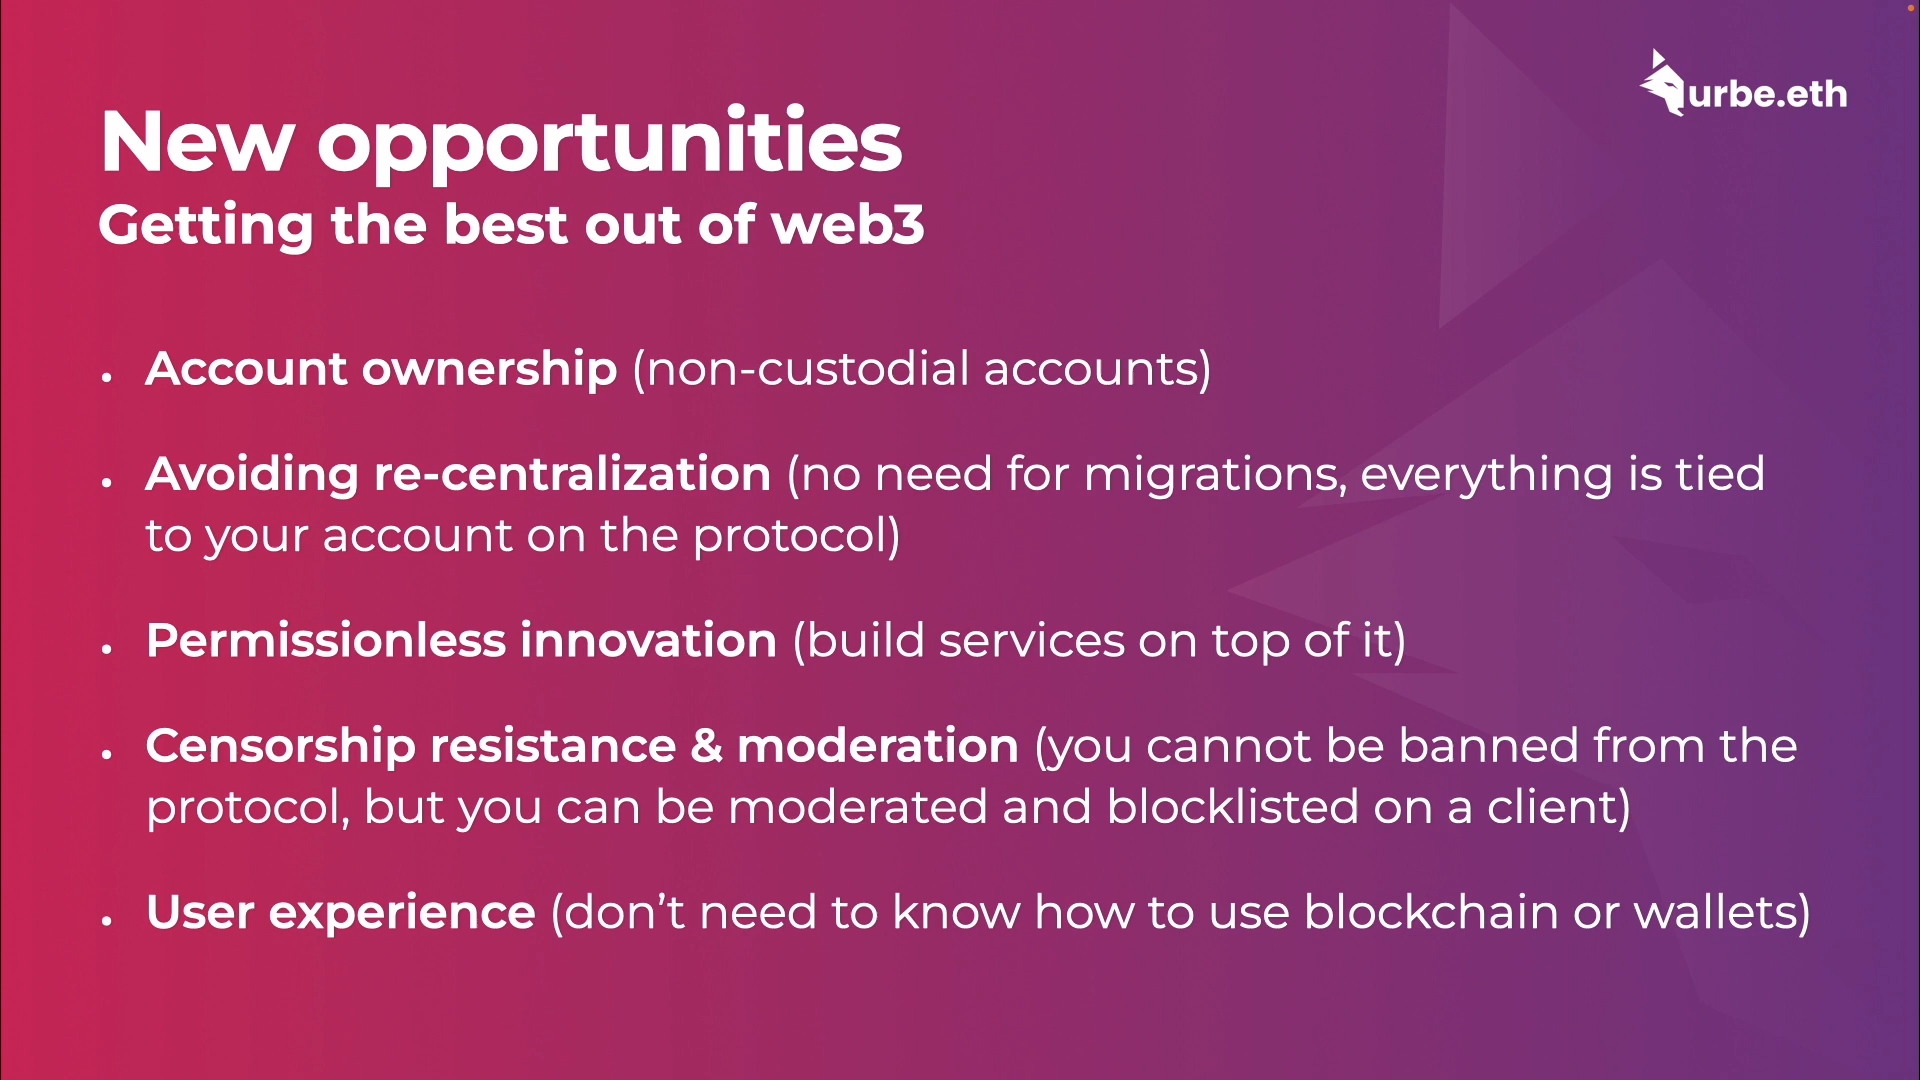 urbe.eth
New opportunities
Getting the best out of web3
• Account ownership (non-custodial accounts)
• Avoiding re-centralization (no need for migrations, everything is tied
to your account on the protocol)
• Permissionless innovation (build services on top of it)
• Censorship resistance & moderation (you cannot be banned from the
protocol, but you can be moderated and blocklisted on a client)
• User experience (don’t need to know how to use blockchain or wallets)